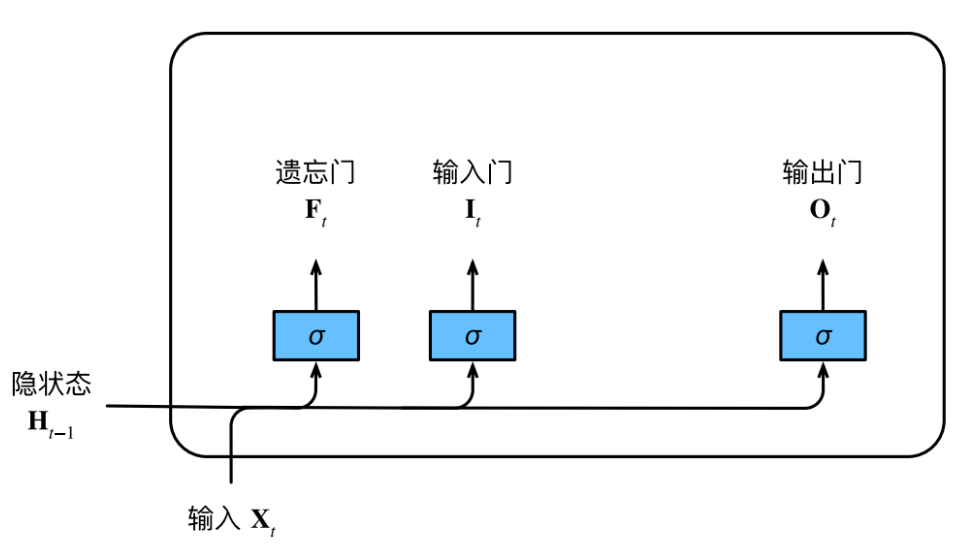 遗忘门 输入门 输出门
F_t I_t O_t
σ σ σ
隐状态
H_{t−1}
输入 X_t